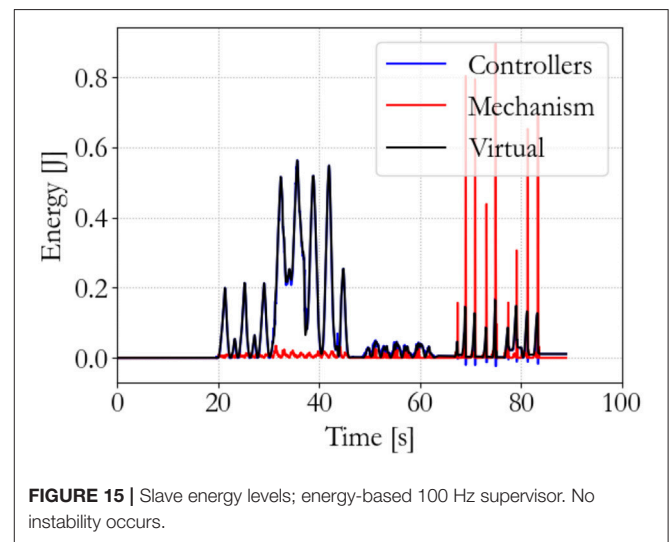 Controllers
Mechanism
Virtual
0.8
0.6
0.4
0.2
0.0
Energy [J]
0 20 40 60 80 100
Time [s]
FIGURE 15 | Slave energy levels; energy-based 100 Hz supervisor. No
instability occurs.